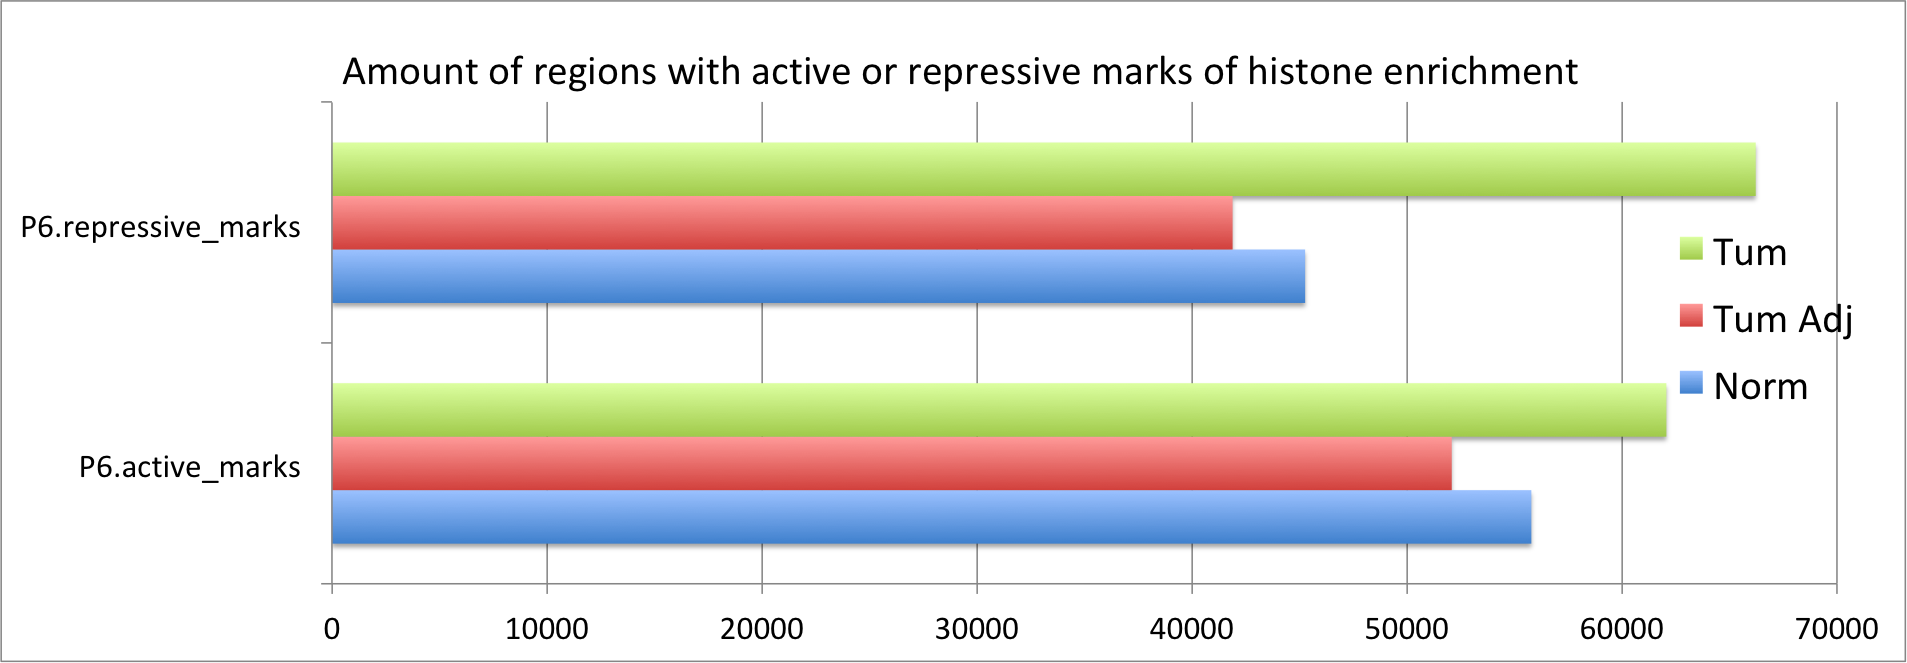 Amount of regions with active or repressive marks of histone enrichment
P6.repressive_marks
Tum
Tum Adj
Norm
P6.active_marks
0 10000 20000 30000 40000 50000 60000 70000